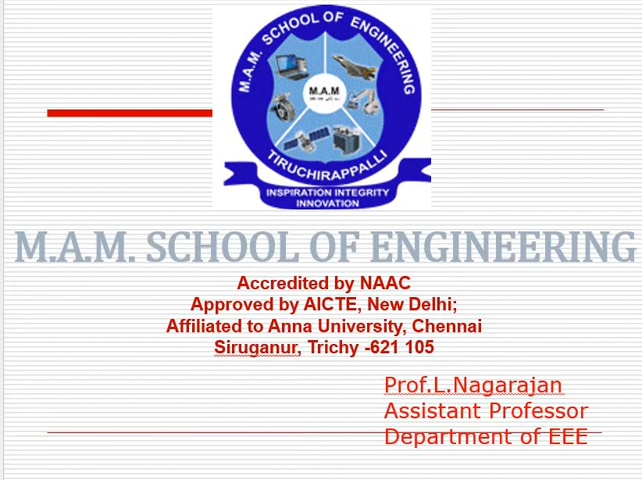 M.A.M. SCHOOL OF ENGINEERING
M.A.M
TIRUCHIRAPPALLI
INSPIRATION INTEGRITY
INNOVATION
M.A.M. SCHOOL OF ENGINEERING
Accredited by NAAC
Approved by AICTE, New Delhi;
Affiliated to Anna University, Chennai
Siruganur, Trichy -621 105
Prof.L.Nagarajan
Assistant Professor
Department of EEE